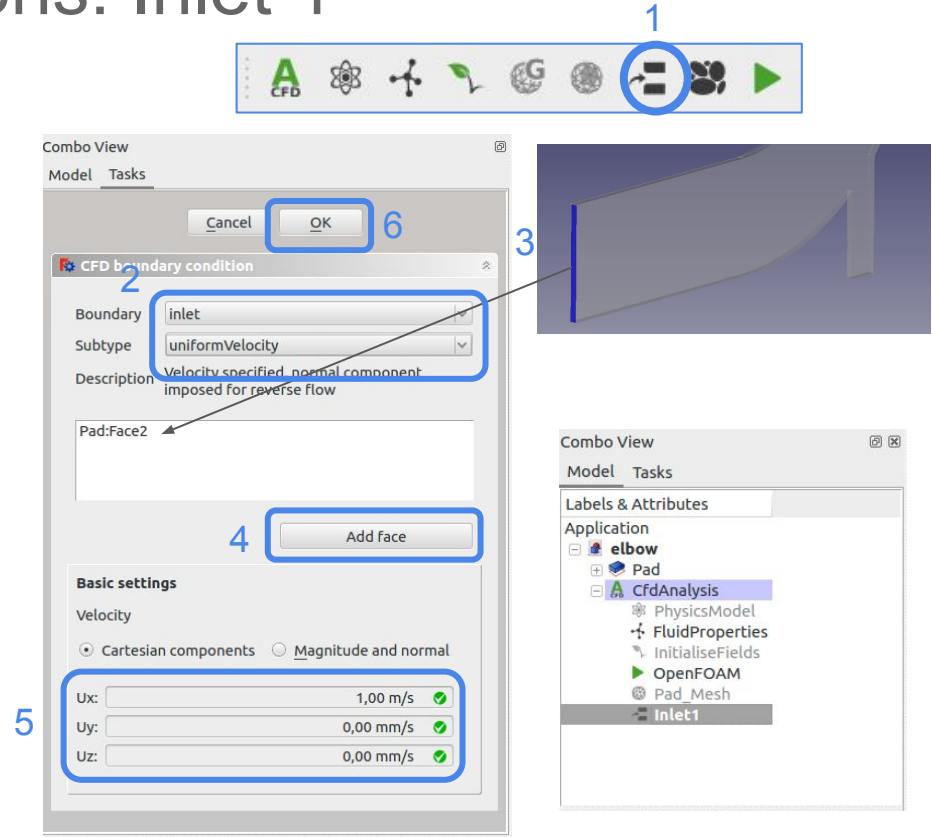 ons: Inlet 1
1
A
CFD
G
Combo View
Model Tasks
Cancel OK
6
CFD boundary condition
2
Boundary inlet
Subtype uniformVelocity
Description Velocity specified, normal component
imposed for reverse flow
Pad:Face2
3
4
Add face
Basic settings
Velocity
Cartesian components Magnitude and normal
5
Ux: 1,00 m/s
Uy: 0,00 mm/s
Uz: 0,00 mm/s
Combo View
Model Tasks
Labels & Attributes
Application
elbow
Pad
CfdAnalysis
PhysicsModel
FluidProperties
InitialiseFields
OpenFOAM
Pad_Mesh
Inlet1